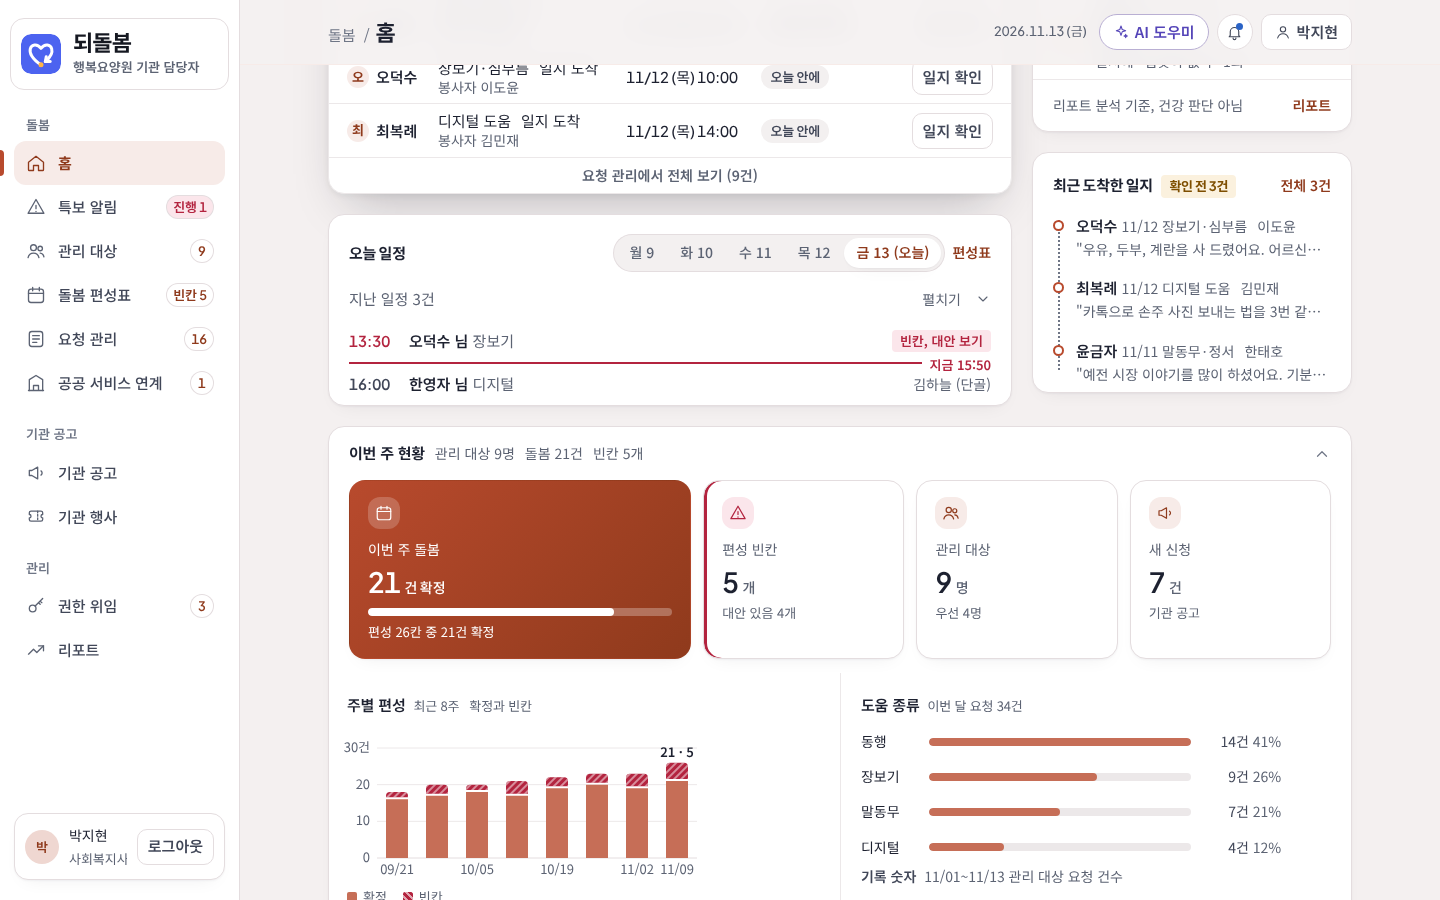 되돌봄
행복요양원 기관 담당자
돌봄
홈
특보 알림 진행 1
관리 대상 9
돌봄 편성표 빈칸 5
요청 관리 16
공공 서비스 연계 1
기관 공고
기관 공고
기관 행사
관리
권한 위임 3
리포트
박 박지현
사회복지사
로그아웃
돌봄 / 홈
2026.11.13(금) AI 도우미 박지현
오 오덕수 장보기·심부름 일지 도착
봉사자 이도윤
11/12(목)10:00 오늘 안에 일지 확인
최 최복례 디지털 도움 일지 도착
봉사자 김민재
11/12(목)14:00 오늘 안에 일지 확인
요청 관리에서 전체 보기 (9건)
리포트 분석 기준, 건강 판단 아님 리포트
오늘 일정 월 9 화 10 수 11 목 12 금 13 (오늘) 편성표
지난 일정 3건 펼치기
13:30 오덕수 님 장보기 빈칸, 대안 보기
지금 15:50
16:00 한영자 님 디지털 김하늘 (단골)
최근 도착한 일지 확인 전 3건 전체 3건
오덕수 11/12 장보기·심부름 이도윤
"우유, 두부, 계란을 사 드렸어요. 어르신…
최복례 11/12 디지털 도움 김민재
"카톡으로 손주 사진 보내는 법을 3번 같…
윤금자 11/11 말동무·정서 한태호
"예전 시장 이야기를 많이 하셨어요. 기분…
이번 주 현황 관리 대상 9명 돌봄 21건 빈칸 5개
이번 주 돌봄
21 건 확정
편성 26칸 중 21건 확정
편성 빈칸
5 개
대안 있음 4개
관리 대상
9 명
우선 4명
새 신청
7 건
기관 공고
주별 편성 최근 8주 확정과 빈칸
30건
20
10
0
21 · 5
09/21 10/05 10/19 11/02 11/09
확정 빈칸
도움 종류 이번 달 요청 34건
동행 14건 41%
장보기 9건 26%
말동무 7건 21%
디지털 4건 12%
기록 숫자 11/01~11/13 관리 대상 요청 건수